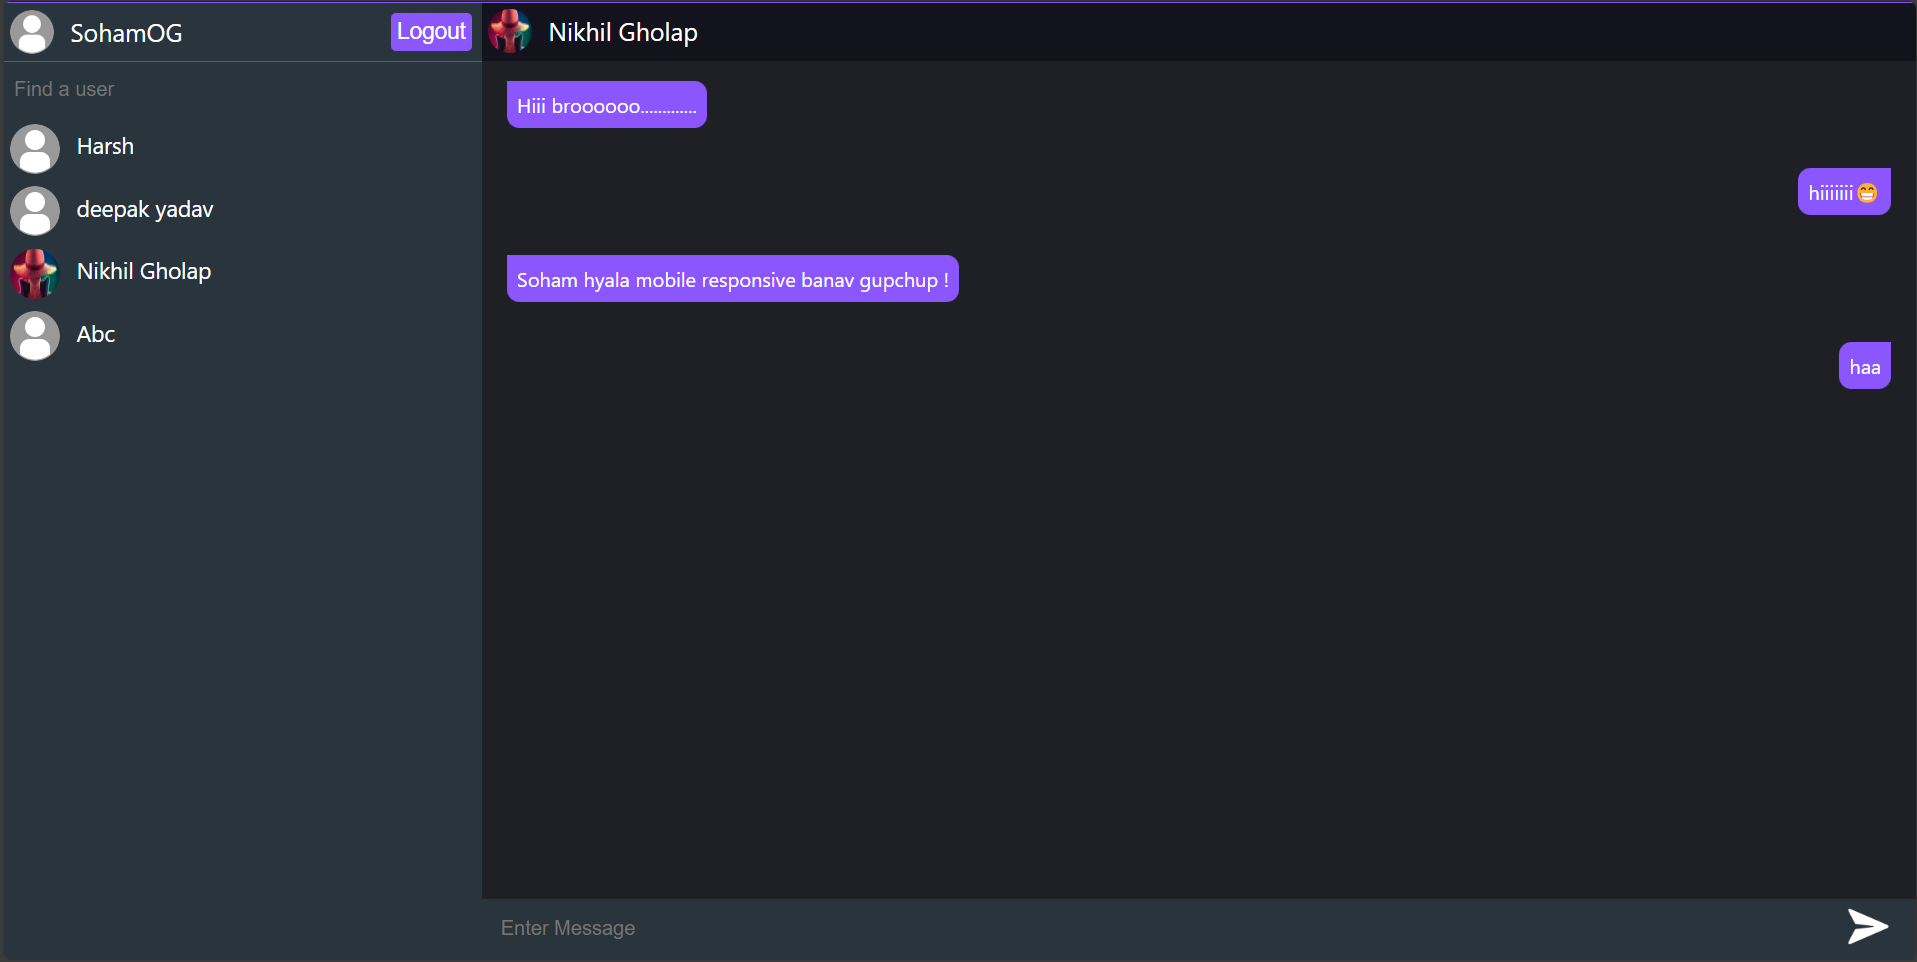 SohamOG
Logout
Find a user
Harsh
deepak yadav
Nikhil Gholap
Abc
Nikhil Gholap
Hiii broooooo.............
hiiiiiii😁
Soham hyala mobile responsive banav gupchup !
haa
Enter Message